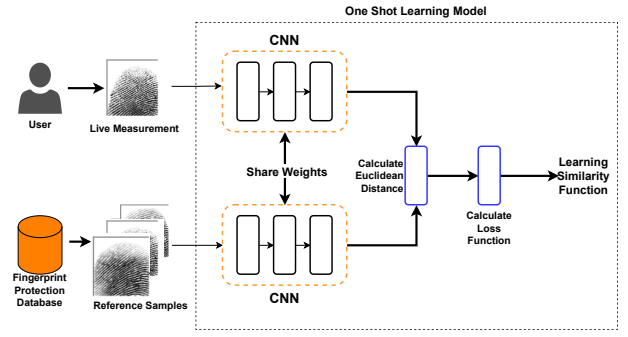 One Shot Learning Model
CNN
User
Live Measurement
Share Weights
Calculate
Euclidean
Distance
Learning
Similarity
Function
Calculate
Loss
Function
Fingerprint
Protection
Database
Reference Samples
CNN